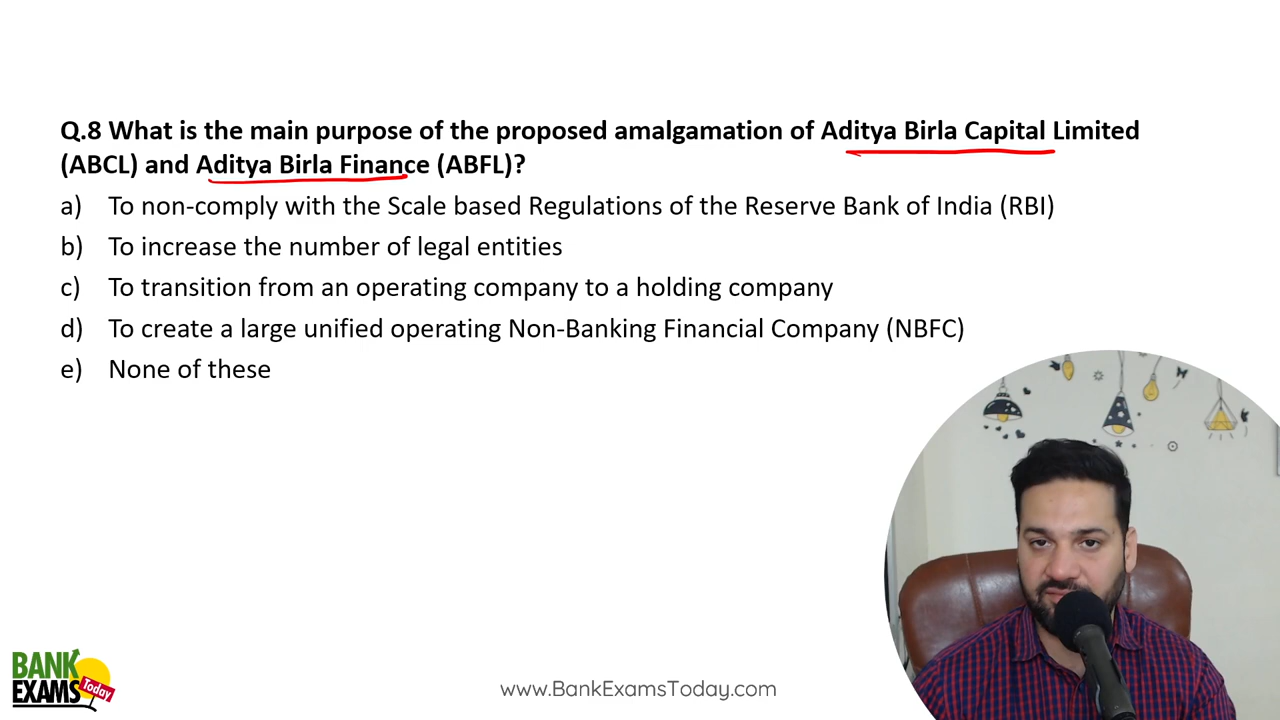 Q.8 What is the main purpose of the proposed amalgamation of Aditya Birla Capital Limited
(ABCL) and Aditya Birla Finance (ABFL)?
a) To non-comply with the Scale based Regulations of the Reserve Bank of India (RBI)
b) To increase the number of legal entities
c) To transition from an operating company to a holding company
d) To create a large unified operating Non-Banking Financial Company (NBFC)
e) None of these
BANK
EXAMS
Today
www.BankExamsToday.com